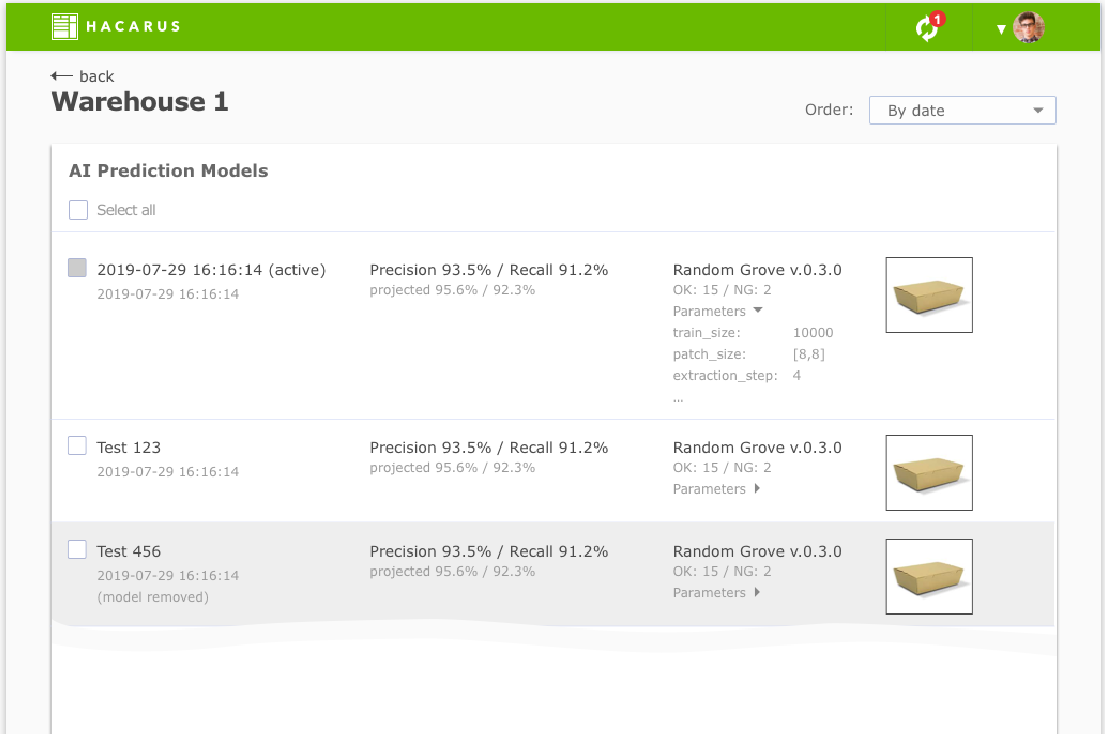 HACARUS
1
back
Warehouse 1
Order: By date
AI Prediction Models
Select all
2019-07-29 16:16:14 (active)
2019-07-29 16:16:14
Precision 93.5% / Recall 91.2%
projected 95.6% / 92.3%
Random Grove v.0.3.0
OK: 15 / NG: 2
Parameters
train_size: 10000
patch_size: [8,8]
extraction_step: 4
...
Test 123
2019-07-29 16:16:14
Precision 93.5% / Recall 91.2%
projected 95.6% / 92.3%
Random Grove v.0.3.0
OK: 15 / NG: 2
Parameters
Test 456
2019-07-29 16:16:14
(model removed)
Precision 93.5% / Recall 91.2%
projected 95.6% / 92.3%
Random Grove v.0.3.0
OK: 15 / NG: 2
Parameters